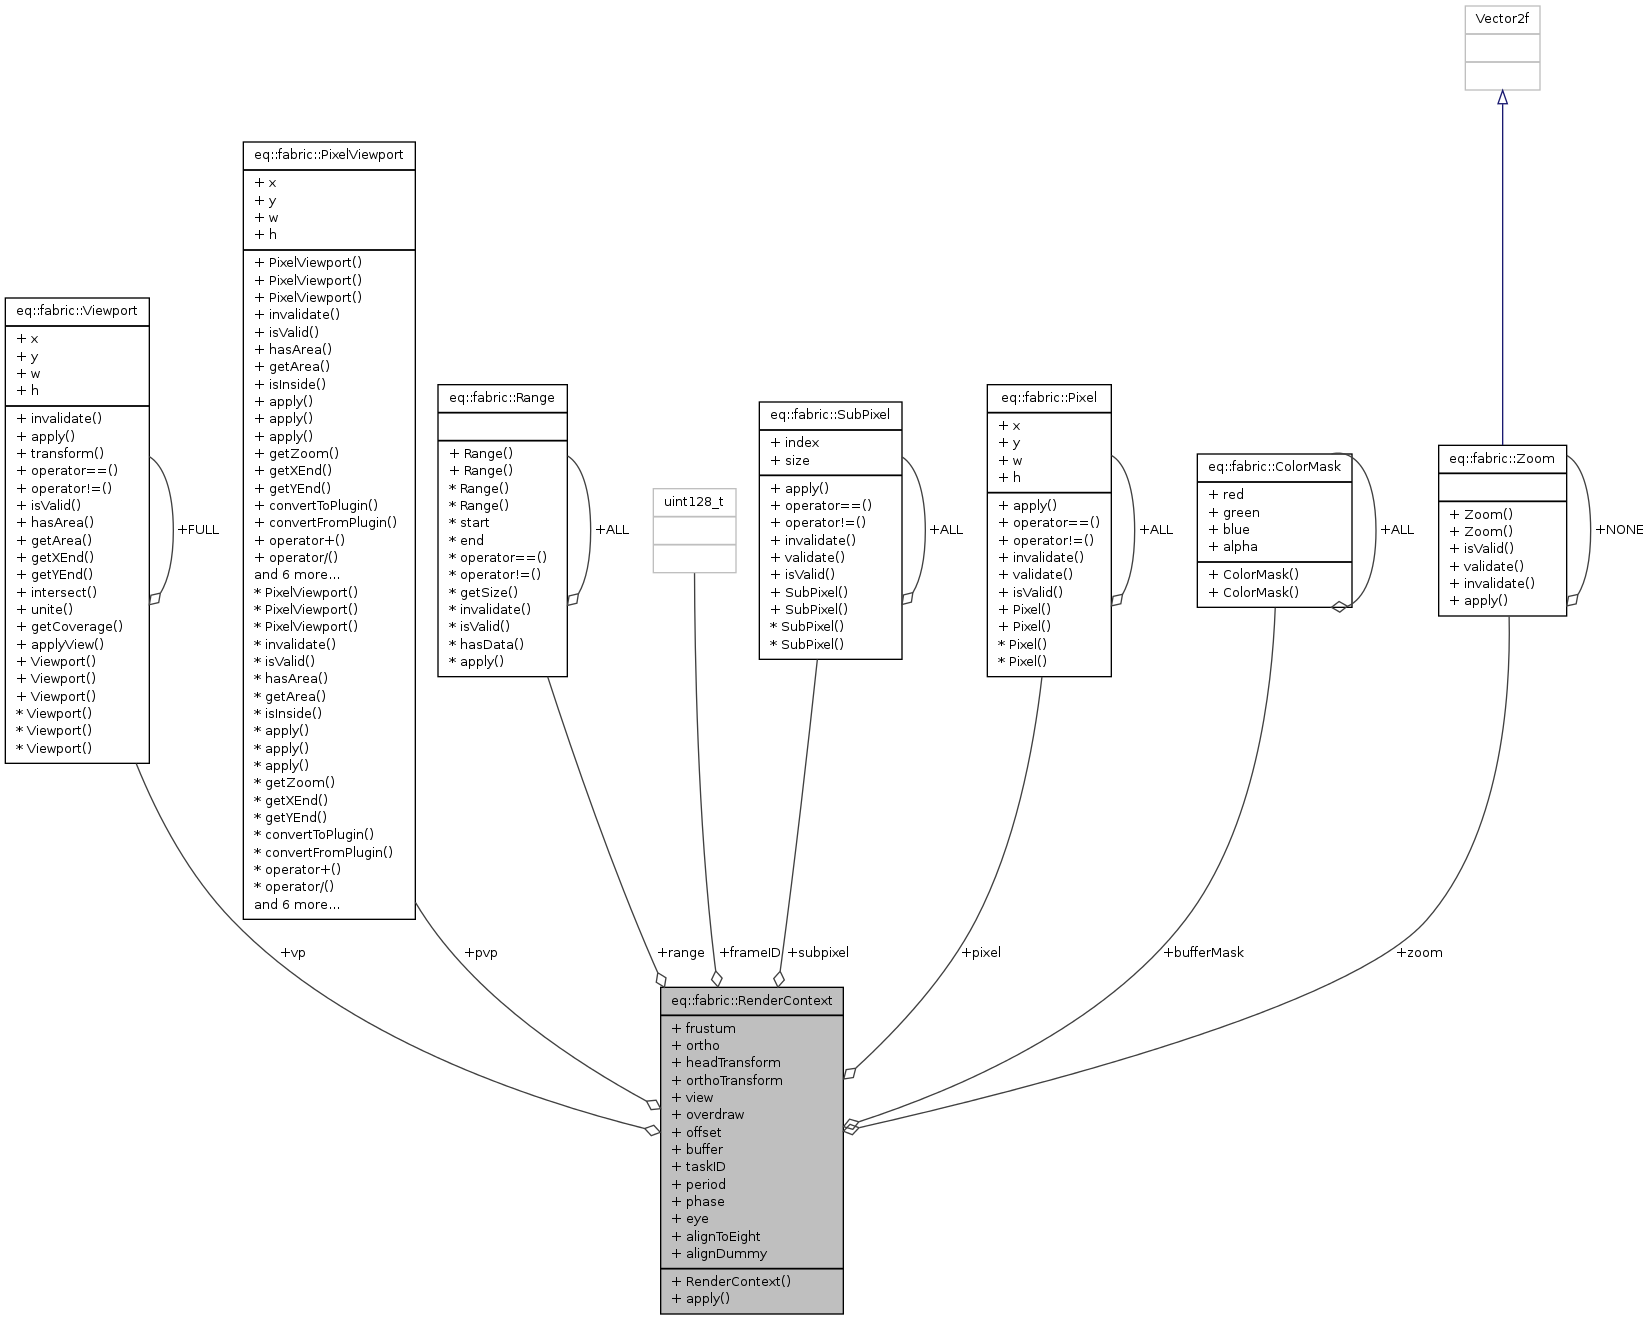 Vector2f
eq::fabric::PixelViewport
+ x
+ y
+ w
+ h
+ PixelViewport()
+ PixelViewport()
+ PixelViewport()
+ invalidate()
+ isValid()
+ hasArea()
+ getArea()
+ isInside()
+ apply()
+ apply()
+ apply()
+ getZoom()
+ getXEnd()
+ getYEnd()
+ convertToPlugin()
+ convertFromPlugin()
+ operator+()
+ operator/()
and 6 more...
* PixelViewport()
* PixelViewport()
* PixelViewport()
* invalidate()
* isValid()
* hasArea()
* getArea()
* isInside()
* apply()
* apply()
* apply()
* getZoom()
* getXEnd()
* getYEnd()
* convertToPlugin()
* convertFromPlugin()
* operator+()
* operator/()
and 6 more...
eq::fabric::Viewport
+ x
+ y
+ w
+ h
+ invalidate()
+ apply()
+ transform()
+ operator==()
+ operator!=()
+ isValid()
+ hasArea()
+ getArea()
+ getXEnd()
+ getYEnd()
+ intersect()
+ unite()
+ getCoverage()
+ applyView()
+ Viewport()
+ Viewport()
+ Viewport()
* Viewport()
* Viewport()
* Viewport()
+FULL
eq::fabric::Range
+ Range()
+ Range()
* Range()
* Range()
* start
* end
* operator==()
* operator!=()
* getSize()
* invalidate()
* isValid()
* hasData()
* apply()
+ALL
uint128_t
eq::fabric::SubPixel
+ index
+ size
+ apply()
+ operator==()
+ operator!=()
+ invalidate()
+ validate()
+ isValid()
+ SubPixel()
+ SubPixel()
* SubPixel()
* SubPixel()
+ALL
eq::fabric::Pixel
+ x
+ y
+ w
+ h
+ apply()
+ operator==()
+ operator!=()
+ invalidate()
+ validate()
+ isValid()
+ Pixel()
+ Pixel()
* Pixel()
* Pixel()
+ALL
eq::fabric::ColorMask
+ red
+ green
+ blue
+ alpha
+ ColorMask()
+ ColorMask()
+ALL
eq::fabric::Zoom
+ Zoom()
+ Zoom()
+ isValid()
+ validate()
+ invalidate()
+ apply()
+NONE
+vp
+pvp
+range
+frameID
+subpixel
+pixel
+bufferMask
+zoom
eq::fabric::RenderContext
+ frustum
+ ortho
+ headTransform
+ orthoTransform
+ view
+ overdraw
+ offset
+ buffer
+ taskID
+ period
+ phase
+ eye
+ alignToEight
+ alignDummy
+ RenderContext()
+ apply()